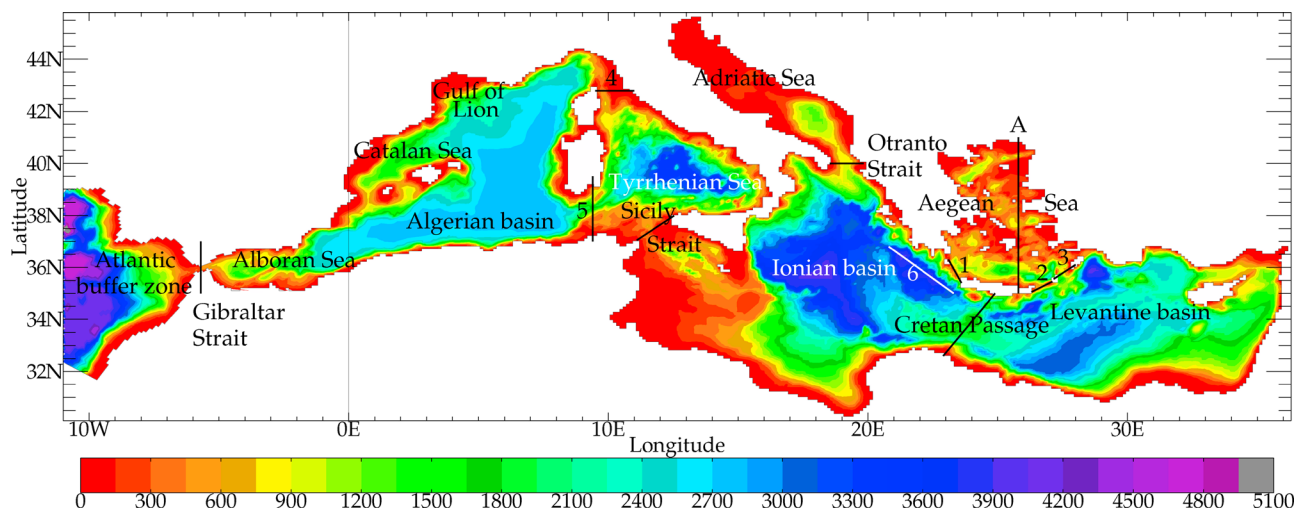 44N
42N
40N
38N
36N
34N
32N
Latitude
10W
0E
10E
20E
30E
Longitude
Atlantic
buffer zone
Gibraltar
Strait
Alboran Sea
Algerian basin
Catalan Sea
Gulf of
Lion
4
5
Tyrrhenian Sea
Sicily
Strait
Adriatic Sea
Otranto
Strait
Ionian basin
6
Aegean
Sea
A
1
2
3
Cretan Passage
Levantine basin
0 300 600 900 1200 1500 1800 2100 2400 2700 3000 3300 3600 3900 4200 4500 4800 5100